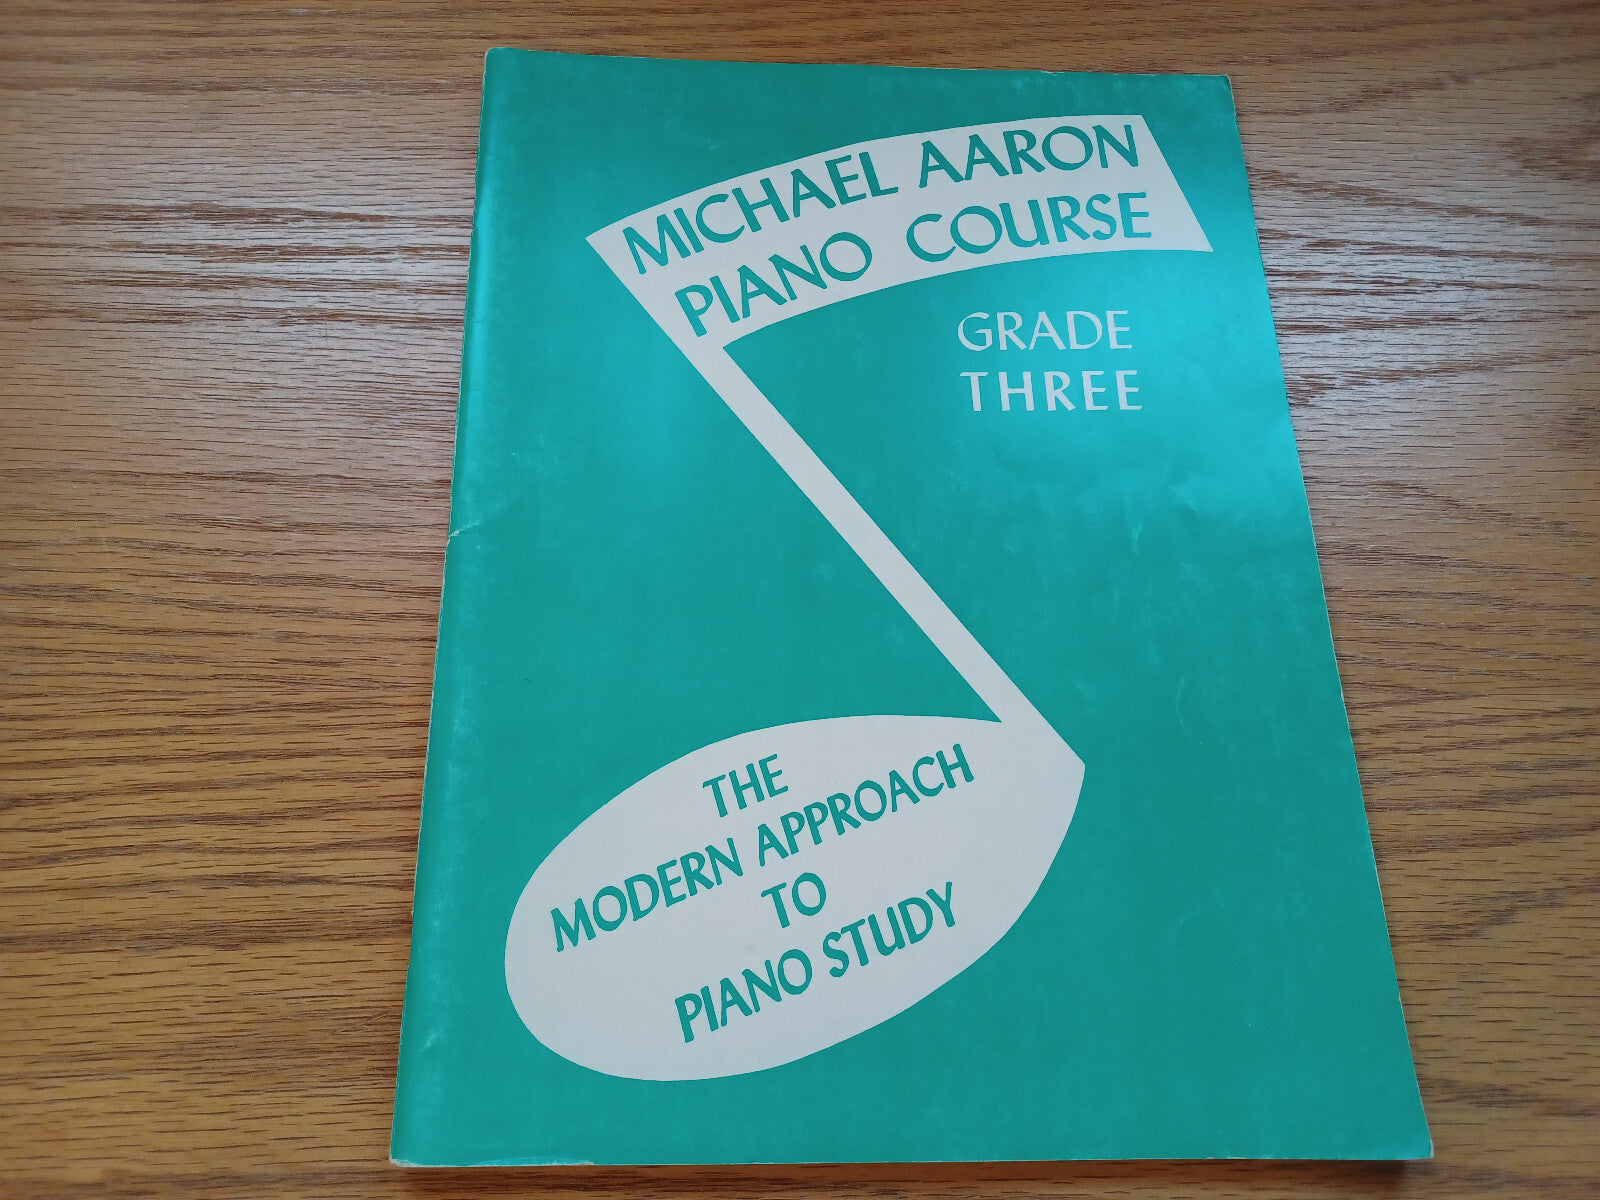 MICHAEL AARON
PIANO COURSE
GRADE
THREE
THE
MODERN APPROACH
TO
PIANO STUDY